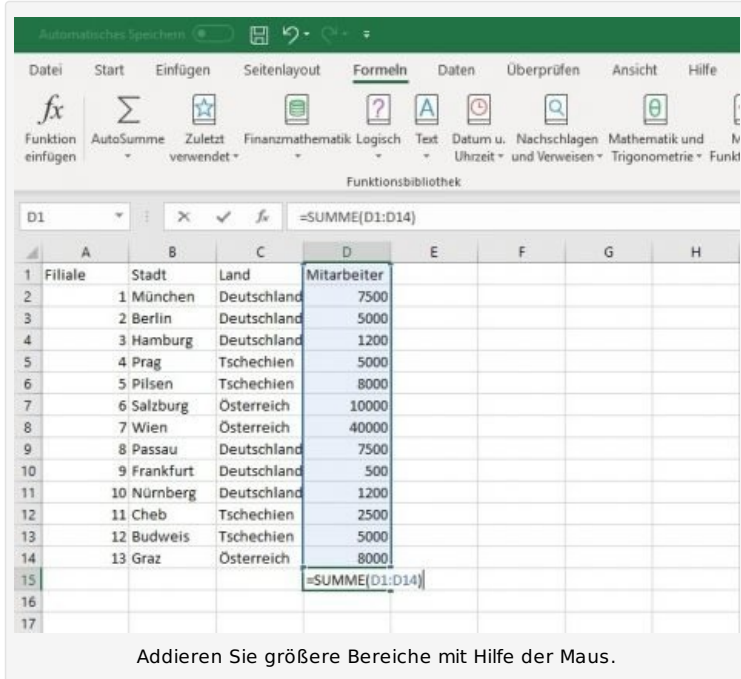 Automatisches Speichern
Datei Start Einfügen Seitenlayout Formeln Daten Überprüfen Ansicht Hilfe
fx Σ ? A θ
Funktion AutoSumme Zuletzt Finanzmathematik Logisch Text Datum u. Nachschlagen Mathematik und
einfügen verwendet Uhrzeit und Verweisen Trigonometrie
Funktionsbibliothek
D1 fx =SUMME(D1:D14)
A B C D E F G H
1 Filiale Stadt Land Mitarbeiter
2 1 München Deutschland 7500
3 2 Berlin Deutschland 5000
4 3 Hamburg Deutschland 1200
5 4 Prag Tschechien 5000
6 5 Pilsen Tschechien 8000
7 6 Salzburg Österreich 10000
8 7 Wien Österreich 40000
9 8 Passau Deutschland 7500
10 9 Frankfurt Deutschland 500
11 10 Nürnberg Deutschland 1200
12 11 Cheb Tschechien 2500
13 12 Budweis Tschechien 5000
14 13 Graz Österreich 8000
15 =SUMME(D1:D14)
16
17
Addieren Sie größere Bereiche mit Hilfe der Maus.